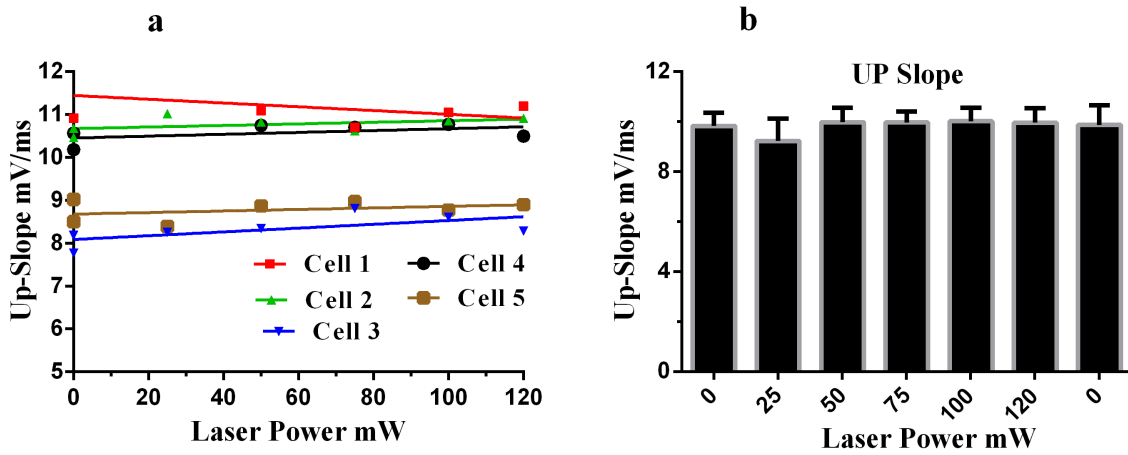 a
12
11
10
9
8
7
6
5
Up-Slope mV/ms
Cell 1
Cell 2
Cell 3
Cell 4
Cell 5
0 20 40 60 80 100 120
Laser Power mW
b
UP Slope
12
8
4
0
Up-Slope mV/ms
0 25 50 75 100 120 0
Laser Power mW